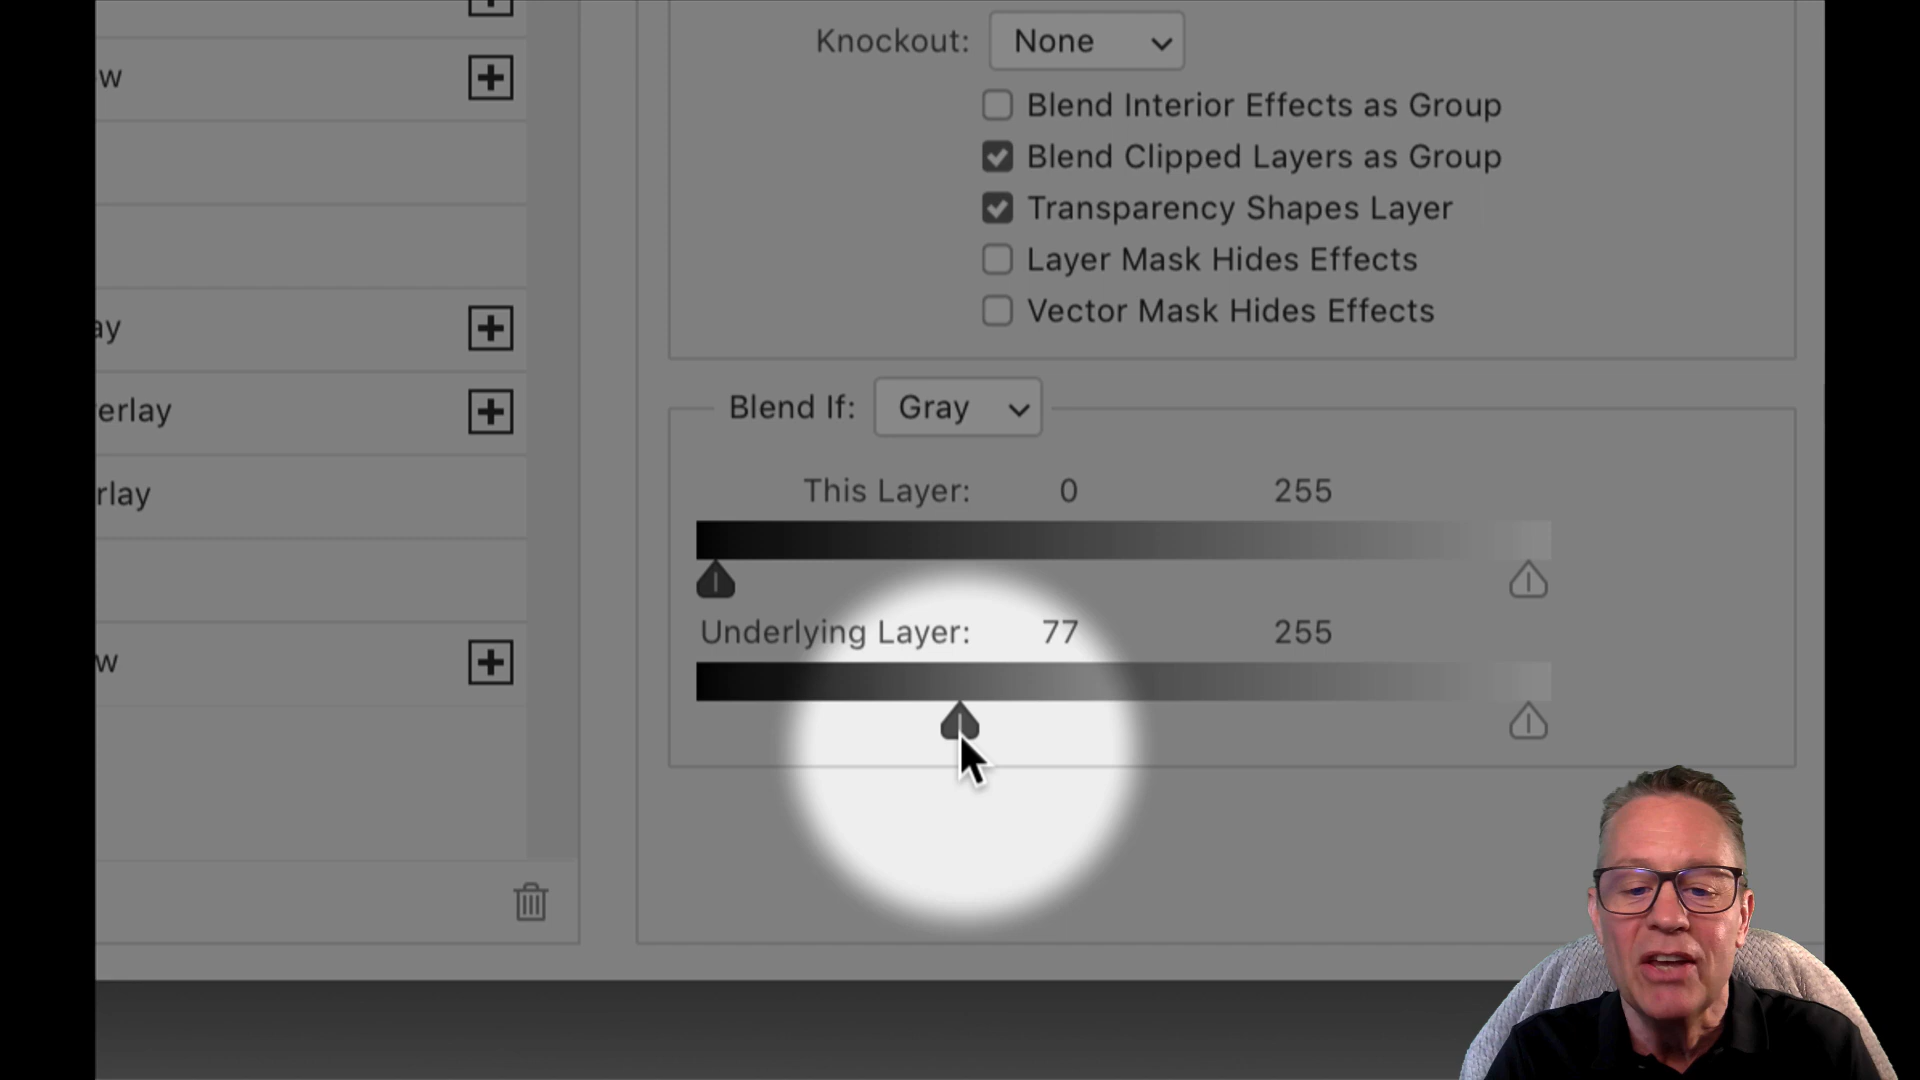 Knockout: None
w
Blend Interior Effects as Group
Blend Clipped Layers as Group
Transparency Shapes Layer
Layer Mask Hides Effects
Vector Mask Hides Effects
ay
erlay
rlay
w
Blend If: Gray
This Layer: 0 255
Underlying Layer: 77 255